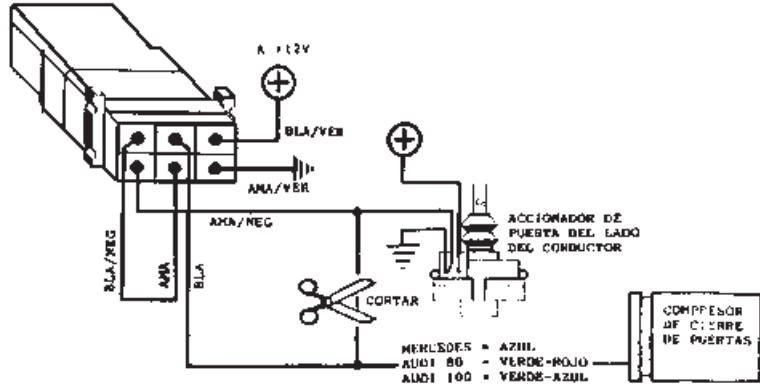 A +12V
BLA/VER
AMA/VER
AMA/NEG
BLA/NEG
AMA
BLA
ACCIONADOR DE
PUERTA DEL LADO
DEL CONDUCTOR
CORTAR
COMPRESOR
DE CIERRE
DE PUERTAS
MERCEDES = AZUL
AUDI 80 - VERDE-ROJO
AUDI 100 - VERDE-AZUL